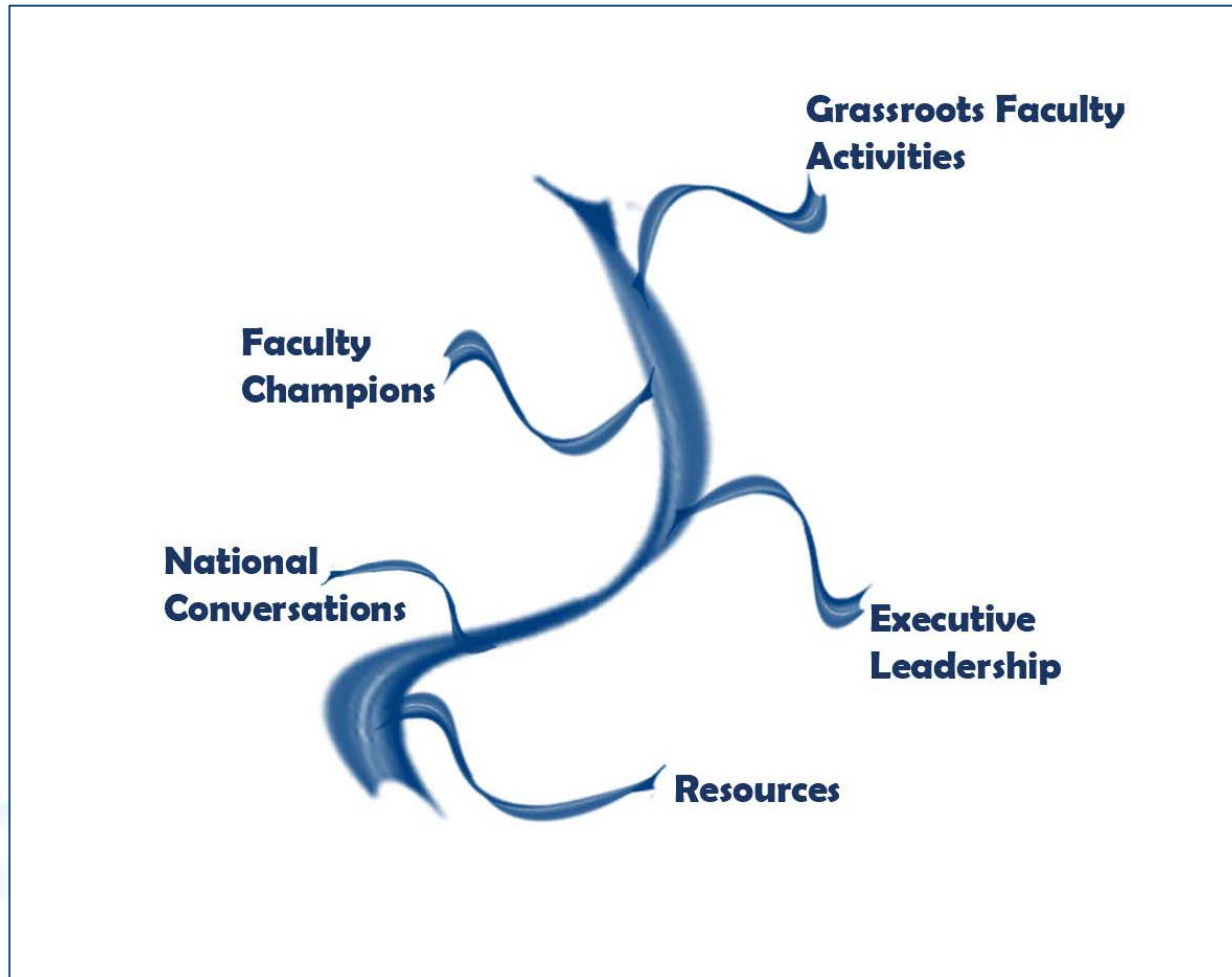 Grassroots Faculty
Activities
Faculty
Champions
National
Conversations
Executive
Leadership
Resources